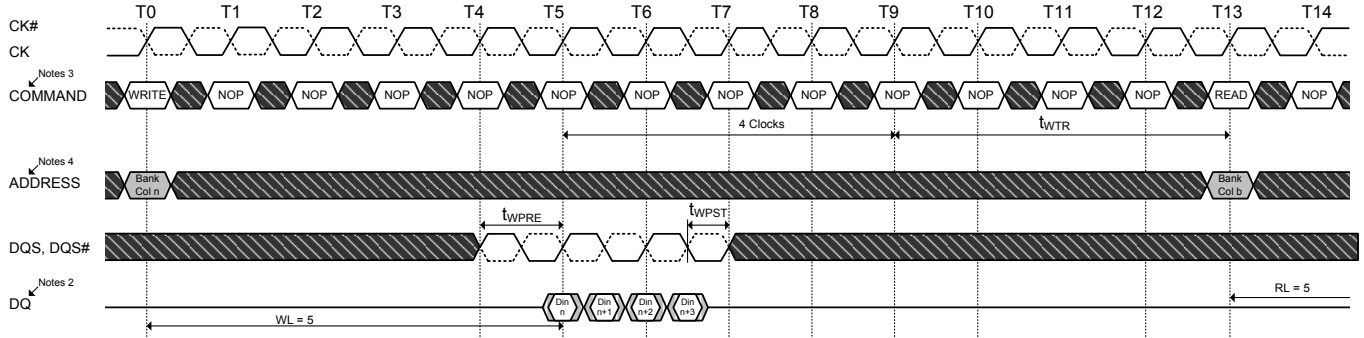 T0 T1 T2 T3 T4 T5 T6 T7 T8 T9 T10 T11 T12 T13 T14
CK#
CK
Notes 3
COMMAND WRITE NOP NOP NOP NOP NOP NOP NOP NOP NOP NOP NOP NOP READ NOP
4 Clocks tWTR
Notes 4
ADDRESS
Bank
Col n
Bank
Col b
tWPRE tWPST
DQS, DQS#
Notes 2
DQ
Din
n
Din
n+1
Din
n+2
Din
n+3
RL = 5
WL = 5